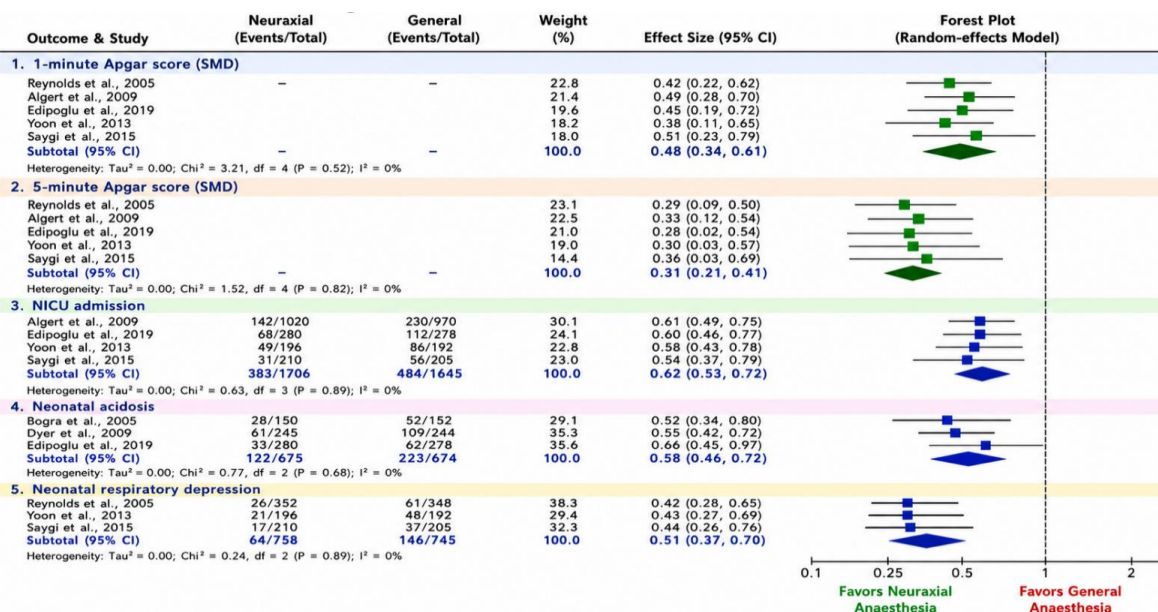 Outcome & Study Neuraxial (Events/Total) General (Events/Total) Weight (%) Effect Size (95% CI) Forest Plot (Random-effects Model)
1. 1-minute Apgar score (SMD)
Reynolds et al., 2005 – – 22.8 0.42 (0.22, 0.62)
Algert et al., 2009 21.4 0.49 (0.28, 0.70)
Edipoglu et al., 2019 19.6 0.45 (0.19, 0.72)
Yoon et al., 2013 18.2 0.38 (0.11, 0.65)
Saygi et al., 2015 18.0 0.51 (0.23, 0.79)
Subtotal (95% CI) – – 100.0 0.48 (0.34, 0.61)
Heterogeneity: Tau² = 0.00; Chi² = 3.21, df = 4 (P = 0.52); I² = 0%
2. 5-minute Apgar score (SMD)
Reynolds et al., 2005 23.1 0.29 (0.09, 0.50)
Algert et al., 2009 22.5 0.33 (0.12, 0.54)
Edipoglu et al., 2019 21.0 0.28 (0.02, 0.54)
Yoon et al., 2013 19.0 0.30 (0.03, 0.57)
Saygi et al., 2015 14.4 0.36 (0.03, 0.69)
Subtotal (95% CI) – – 100.0 0.31 (0.21, 0.41)
Heterogeneity: Tau² = 0.00; Chi² = 1.52, df = 4 (P = 0.82); I² = 0%
3. NICU admission
Algert et al., 2009 142/1020 230/970 30.1 0.61 (0.49, 0.75)
Edipoglu et al., 2019 68/280 112/278 24.1 0.60 (0.46, 0.77)
Yoon et al., 2013 49/196 86/192 22.8 0.58 (0.43, 0.78)
Saygi et al., 2015 31/210 56/205 23.0 0.54 (0.37, 0.79)
Subtotal (95% CI) 383/1706 484/1645 100.0 0.62 (0.53, 0.72)
Heterogeneity: Tau² = 0.00; Chi² = 0.63, df = 3 (P = 0.89); I² = 0%
4. Neonatal acidosis
Bogra et al., 2005 28/150 52/152 29.1 0.52 (0.34, 0.80)
Dyer et al., 2009 61/245 109/244 35.3 0.55 (0.42, 0.72)
Edipoglu et al., 2019 33/280 62/278 35.6 0.66 (0.45, 0.97)
Subtotal (95% CI) 122/675 223/674 100.0 0.58 (0.46, 0.72)
Heterogeneity: Tau² = 0.00; Chi² = 0.77, df = 2 (P = 0.68); I² = 0%
5. Neonatal respiratory depression
Reynolds et al., 2005 26/352 61/348 38.3 0.42 (0.28, 0.65)
Yoon et al., 2013 21/196 48/192 29.4 0.43 (0.27, 0.69)
Saygi et al., 2015 17/210 37/205 32.3 0.44 (0.26, 0.76)
Subtotal (95% CI) 64/758 146/745 100.0 0.51 (0.37, 0.70)
Heterogeneity: Tau² = 0.00; Chi² = 0.24, df = 2 (P = 0.89); I² = 0%
0.1 0.25 0.5 1 2
Favors Neuraxial Anaesthesia Favors General Anaesthesia